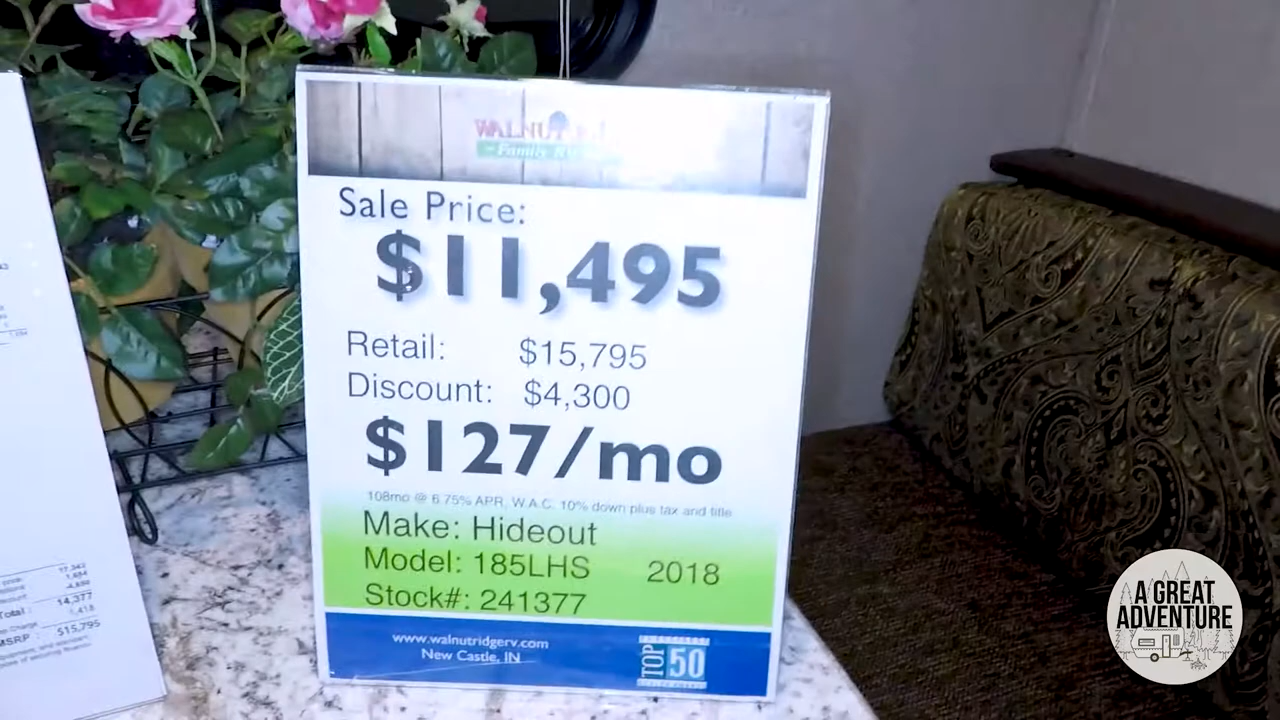 WALNUT
Family
Sale Price:
$11,495
Retail: $15,795
Discount: $4,300
$127/mo
108mo @ 6.75% APR, W.A.C. 10% down plus tax and title
Make: Hideout
Model: 185LHS 2018
Stock#: 241377
www.walnutridgerv.com
New Castle, IN
TOP 50
14,377
MSRP: $15,795
A GREAT
ADVENTURE